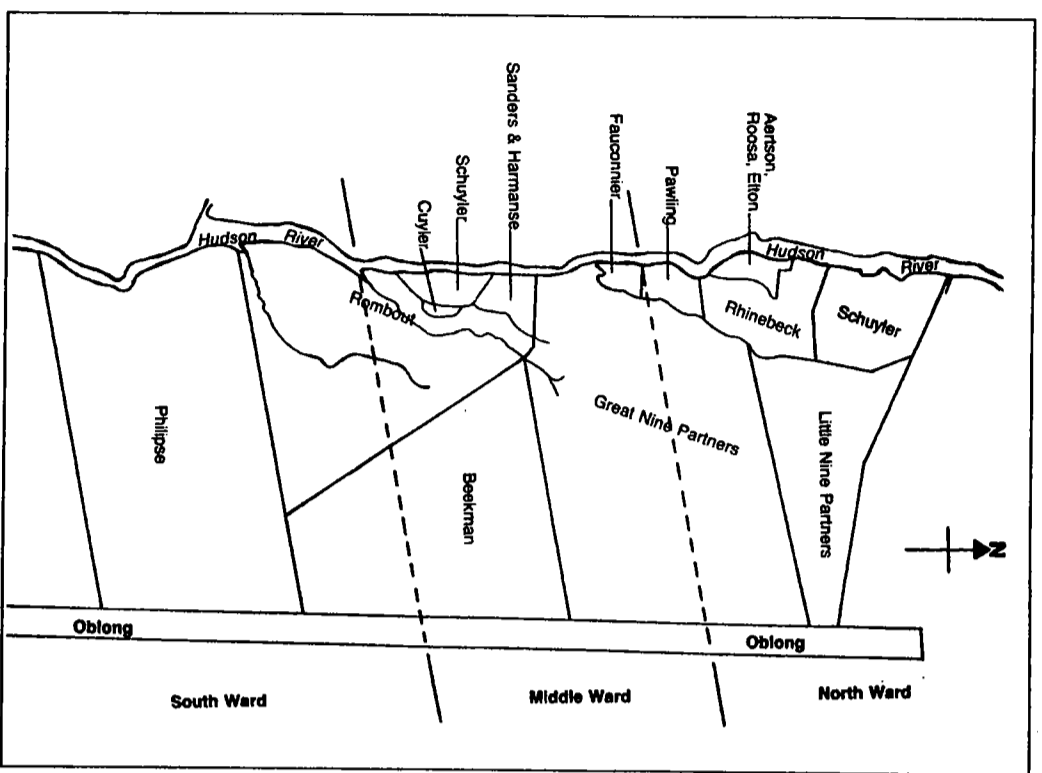 Sanders & Harmanse
Schuyler
Cuyler
Fauconnier
Pawling
Aertson,
Roosa, Elton
Hudson River
Hudson River
Rombout
Rhinebeck
Schuyler
Philipse
Beekman
Great Nine Partners
Little Nine Partners
N
Oblong
Oblong
South Ward
Middle Ward
North Ward